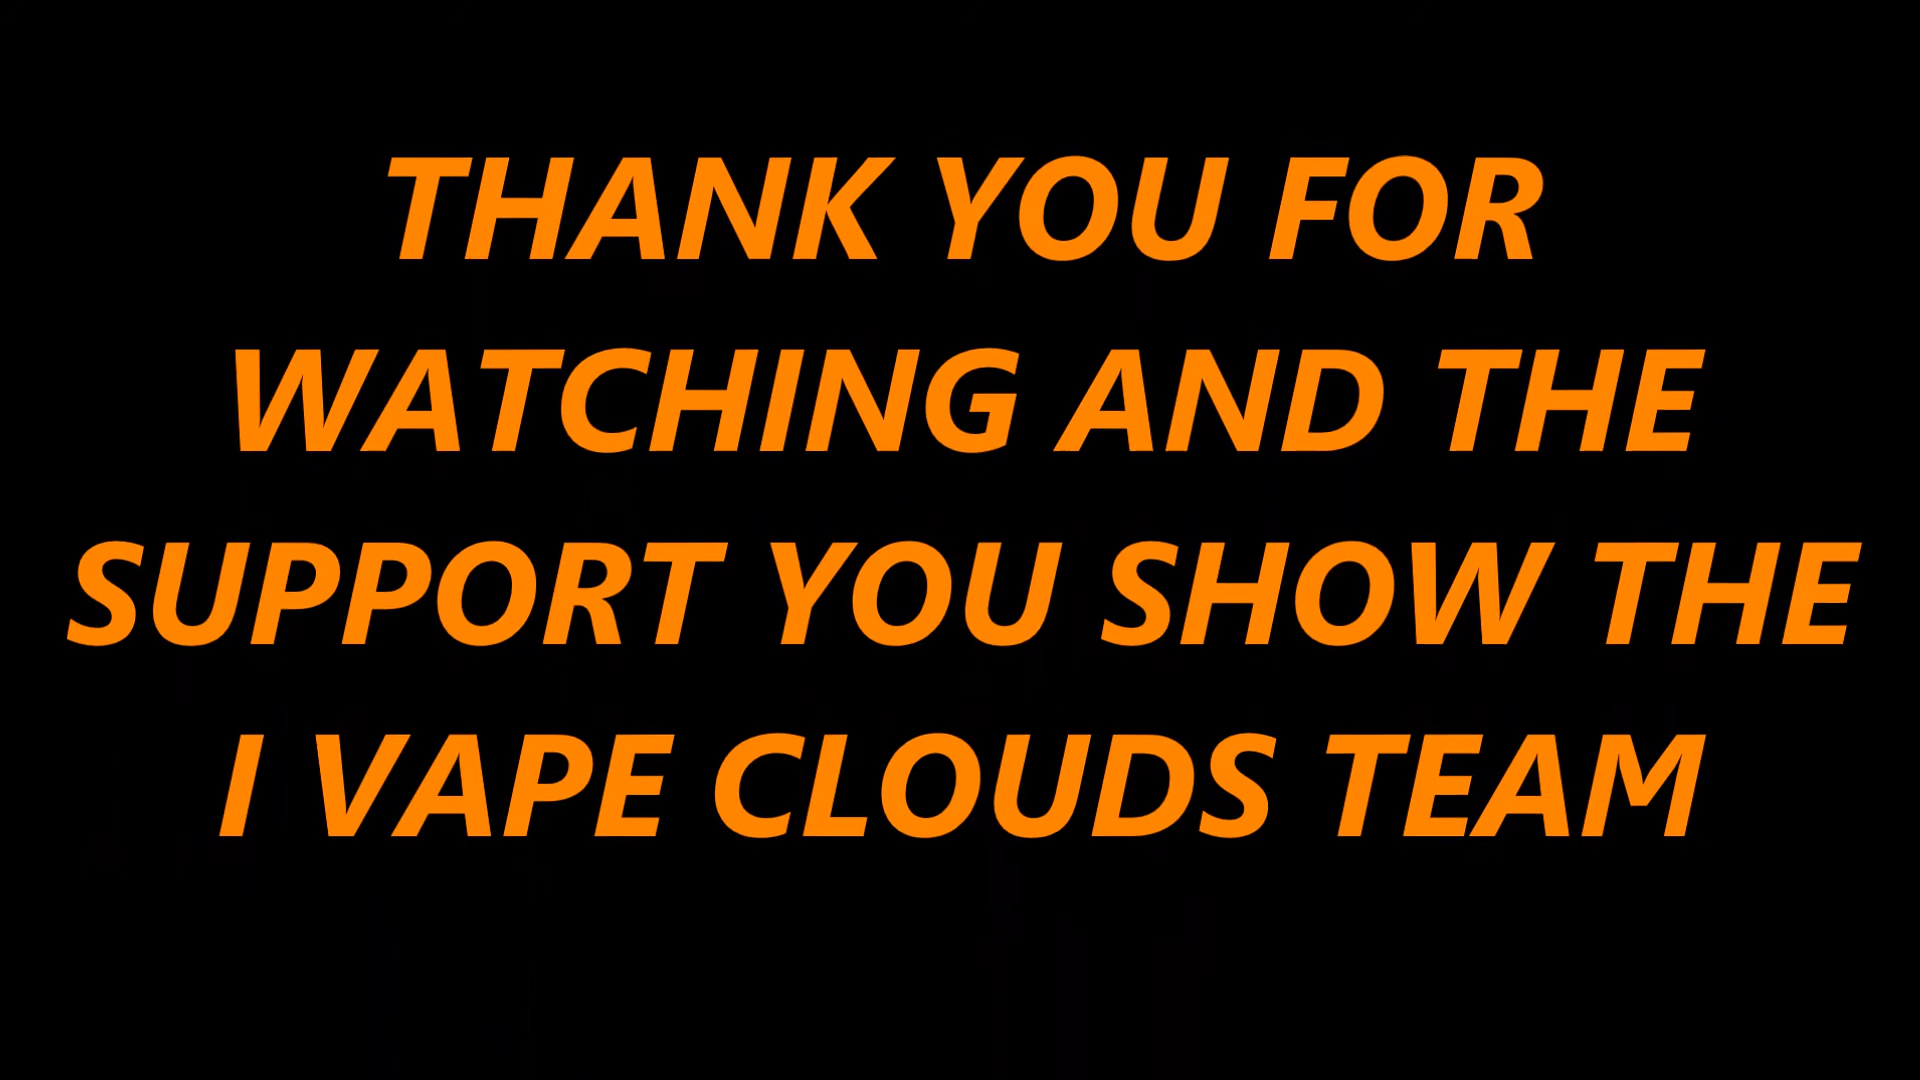 THANK YOU FOR
WATCHING AND THE
SUPPORT YOU SHOW THE
I VAPE CLOUDS TEAM